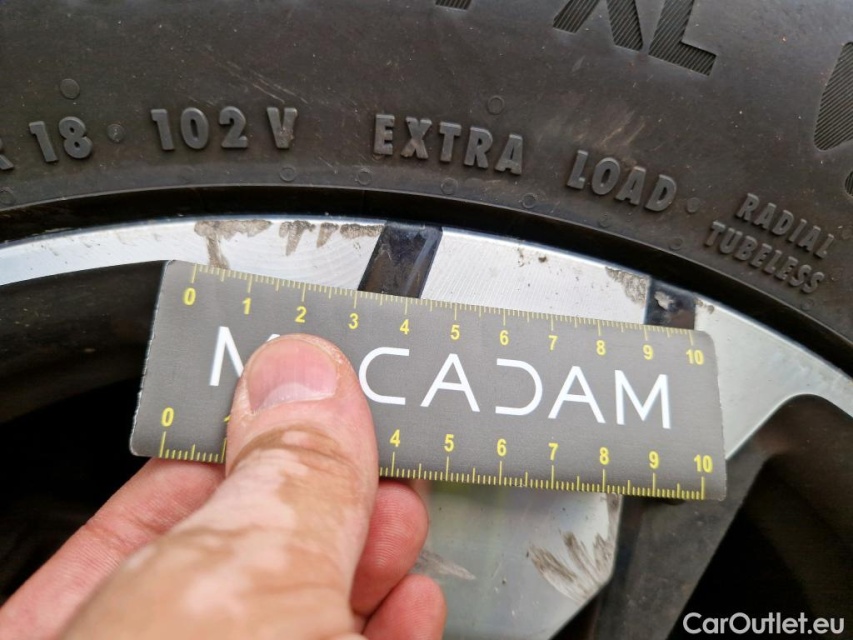 XL
R 18 · 102 V EXTRA LOAD · RADIAL
TUBELESS
0 1 2 3 4 5 6 7 8 9 10
M CADAM
0 4 5 6 7 8 9 10
CarOutlet.eu